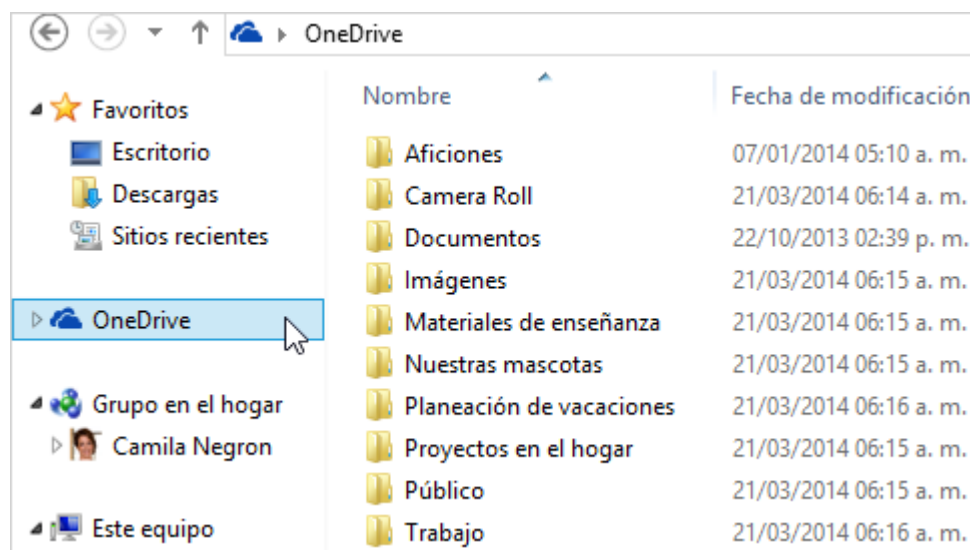 OneDrive
Favoritos
Escritorio
Descargas
Sitios recientes
OneDrive
Grupo en el hogar
Camila Negron
Este equipo
Nombre Fecha de modificación
Aficiones 07/01/2014 05:10 a. m.
Camera Roll 21/03/2014 06:14 a. m.
Documentos 22/10/2013 02:39 p. m.
Imágenes 21/03/2014 06:15 a. m.
Materiales de enseñanza 21/03/2014 06:15 a. m.
Nuestras mascotas 21/03/2014 06:15 a. m.
Planeación de vacaciones 21/03/2014 06:16 a. m.
Proyectos en el hogar 21/03/2014 06:15 a. m.
Público 21/03/2014 06:15 a. m.
Trabajo 21/03/2014 06:16 a. m.